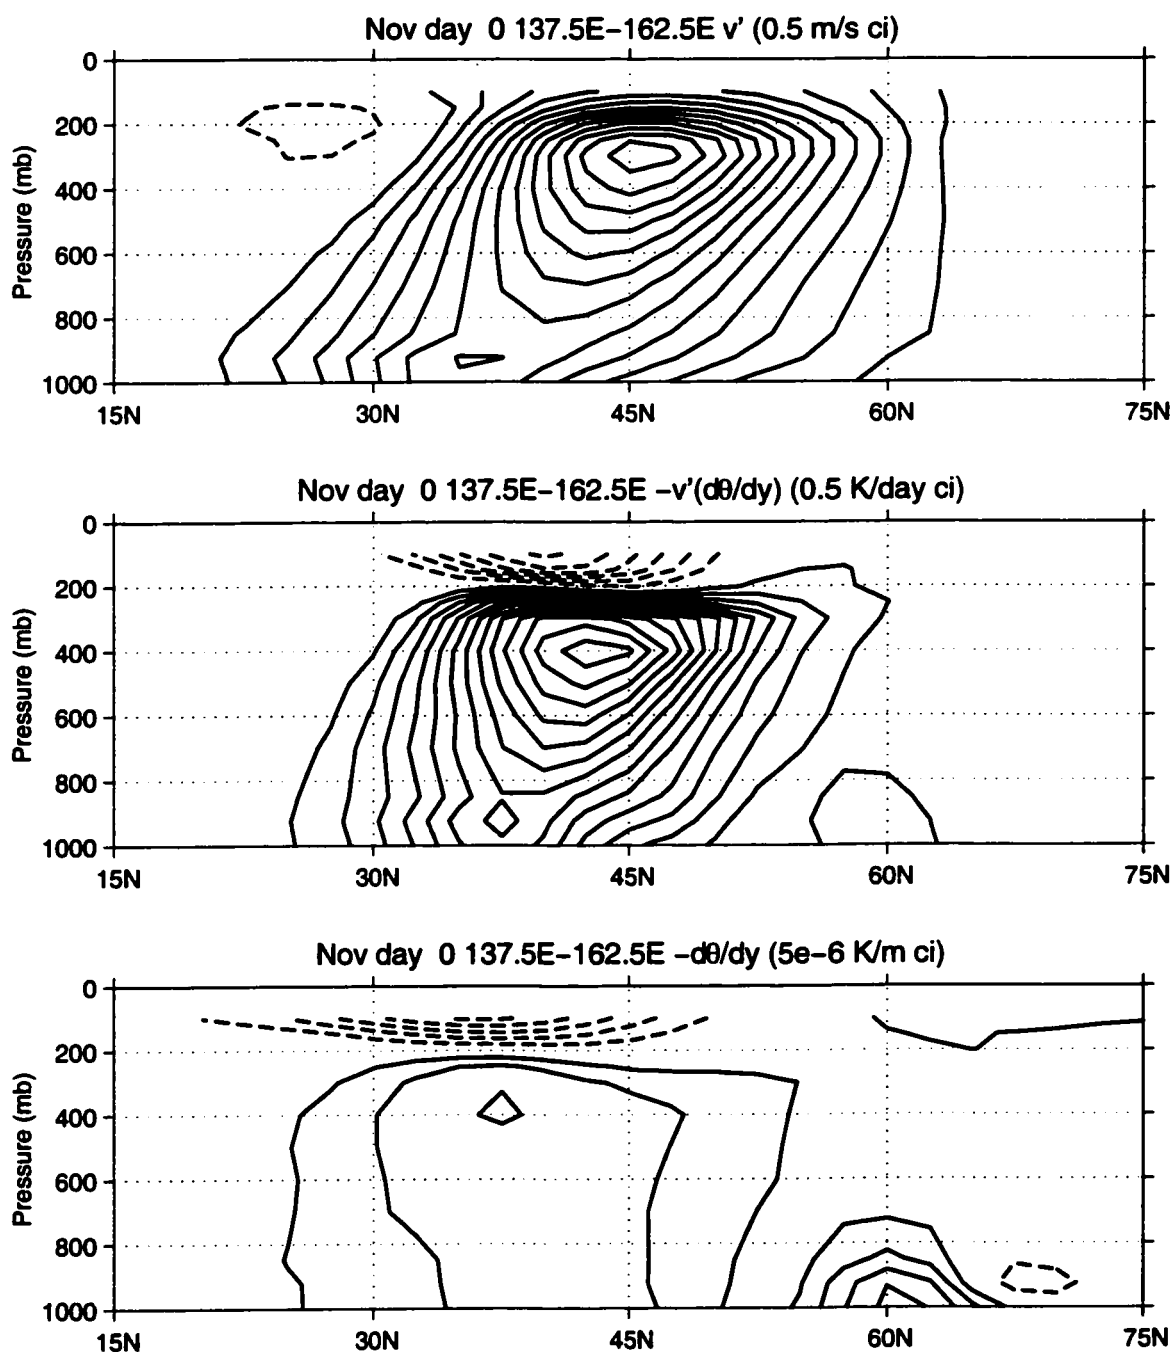 Nov day 0 137.5E−162.5E v' (0.5 m/s ci)
0
200
400
600
800
1000
Pressure (mb)
15N 30N 45N 60N 75N
Nov day 0 137.5E−162.5E −v'(dθ/dy) (0.5 K/day ci)
0
200
400
600
800
1000
Pressure (mb)
15N 30N 45N 60N 75N
Nov day 0 137.5E−162.5E −dθ/dy (5e−6 K/m ci)
0
200
400
600
800
1000
Pressure (mb)
15N 30N 45N 60N 75N